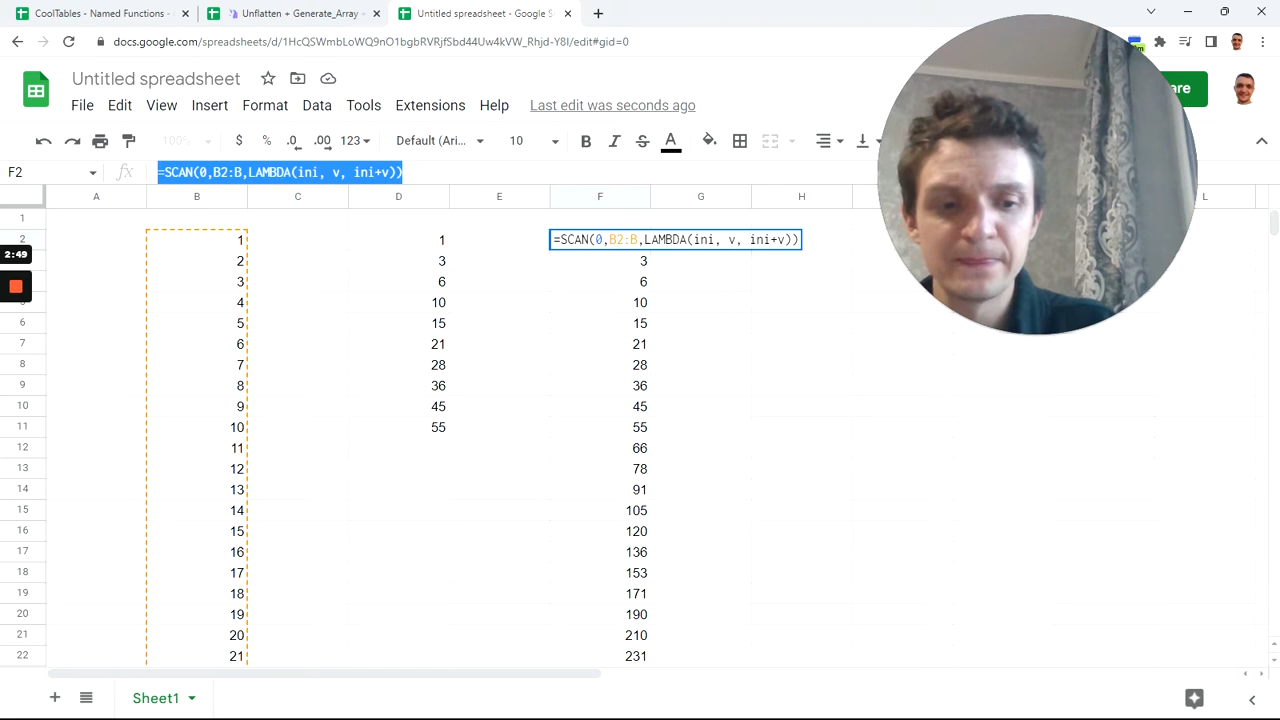 CoolTables - Named Functions -
Unflatten + Generate_Array +
Untitled spreadsheet - Google S
docs.google.com/spreadsheets/d/1HcQSWmbLoWQ9nO1bgbRVRjfSbd44Uw4kVW_Rhjd-Y8I/edit#gid=0
Untitled spreadsheet
File Edit View Insert Format Data Tools Extensions Help Last edit was seconds ago
100% $ % .0 .00 123 Default (Ari... 10 B I S A
F2 fx =SCAN(0,B2:B,LAMBDA(ini, v, ini+v))
A B C D E F G H L
1
2 1 1 =SCAN(0,B2:B,LAMBDA(ini, v, ini+v))
2:49 2 3 3
3 6 6
4 10 10
6 5 15 15
7 6 21 21
8 7 28 28
9 8 36 36
10 9 45 45
11 10 55 55
12 11 66
13 12 78
14 13 91
15 14 105
16 15 120
17 16 136
18 17 153
19 18 171
20 19 190
21 20 210
22 21 231
Sheet1